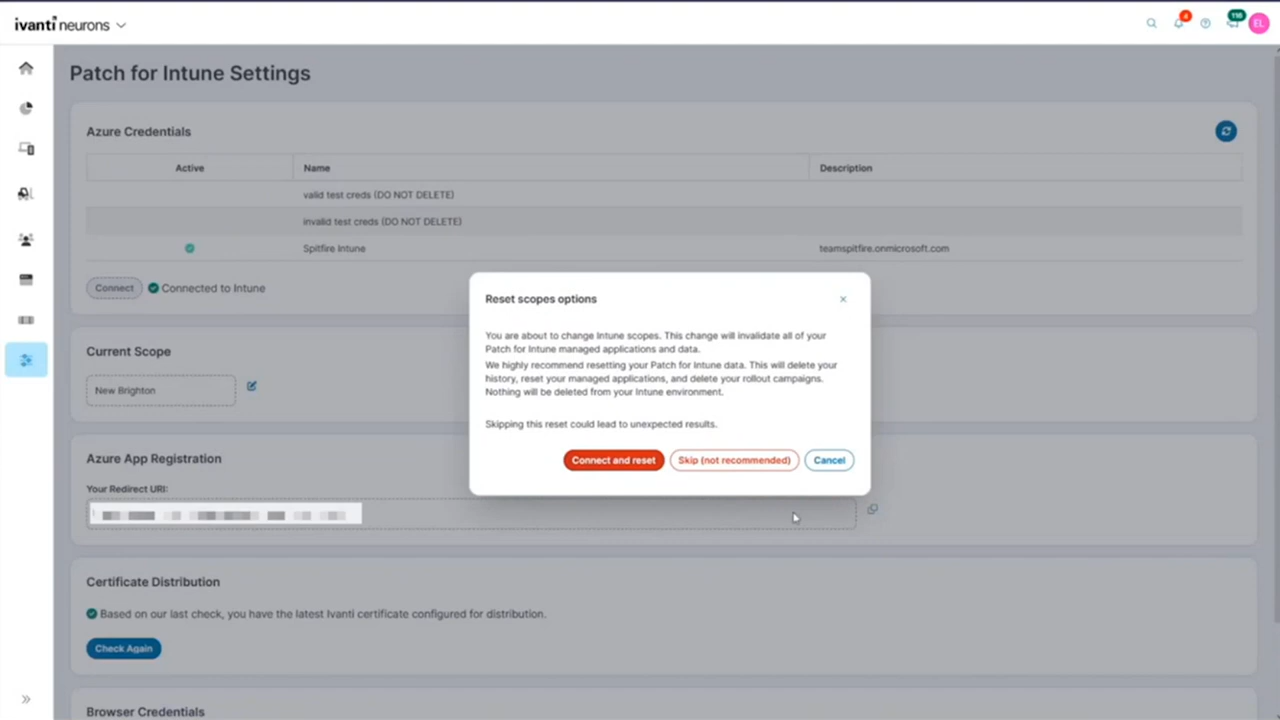 ivanti neurons
4
116
EL
Patch for Intune Settings
Azure Credentials
Active Name Description
valid test creds (DO NOT DELETE)
invalid test creds (DO NOT DELETE)
Spitfire Intune teamspitfire.onmicrosoft.com
Connect Connected to Intune
Current Scope
New Brighton
Azure App Registration
Your Redirect URI:
Certificate Distribution
Based on our last check, you have the latest Ivanti certificate configured for distribution.
Check Again
Browser Credentials
Reset scopes options
You are about to change Intune scopes. This change will invalidate all of your
Patch for Intune managed applications and data.
We highly recommend resetting your Patch for Intune data. This will delete your
history, reset your managed applications, and delete your rollout campaigns.
Nothing will be deleted from your Intune environment.
Skipping this reset could lead to unexpected results.
Connect and reset Skip (not recommended) Cancel